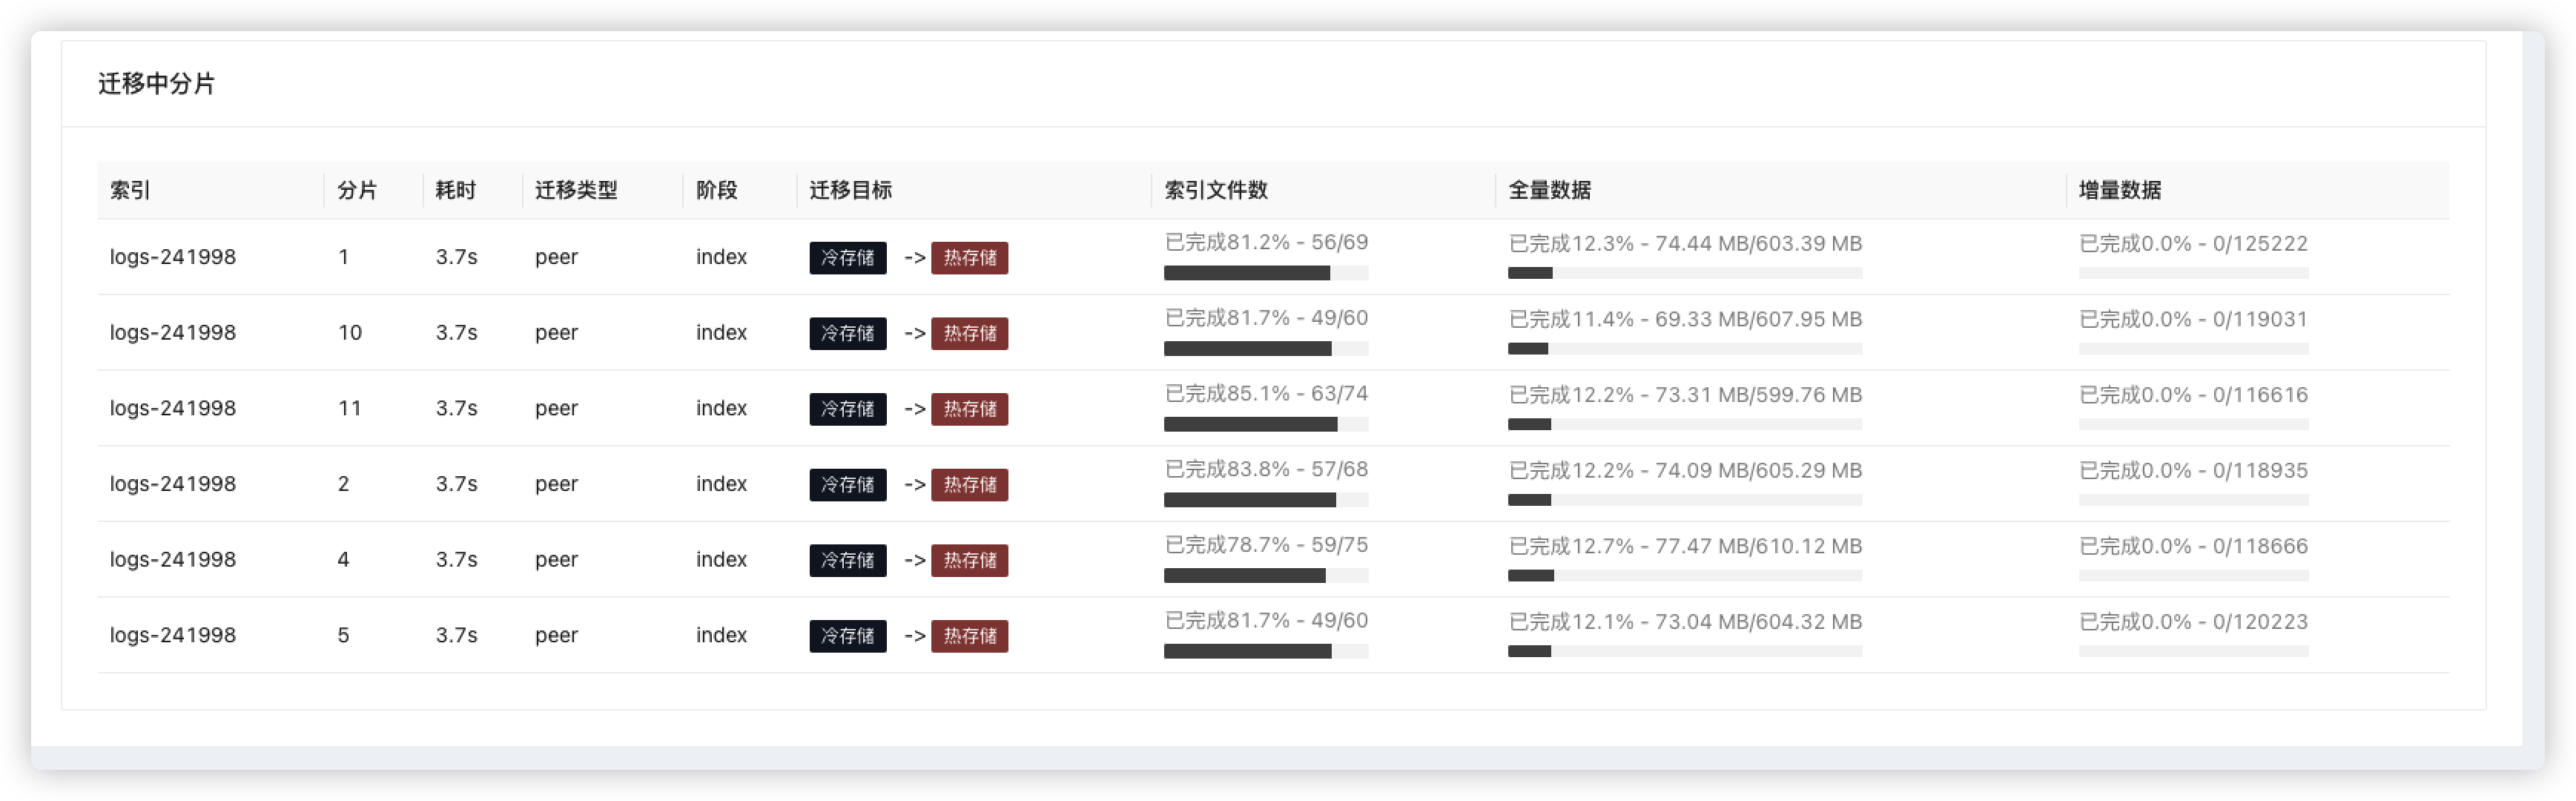 迁移中分片
索引 分片 耗时 迁移类型 阶段 迁移目标 索引文件数 全量数据 增量数据
logs-241998 1 3.7s peer index 冷存储 -> 热存储 已完成81.2% - 56/69 已完成12.3% - 74.44 MB/603.39 MB 已完成0.0% - 0/125222
logs-241998 10 3.7s peer index 冷存储 -> 热存储 已完成81.7% - 49/60 已完成11.4% - 69.33 MB/607.95 MB 已完成0.0% - 0/119031
logs-241998 11 3.7s peer index 冷存储 -> 热存储 已完成85.1% - 63/74 已完成12.2% - 73.31 MB/599.76 MB 已完成0.0% - 0/116616
logs-241998 2 3.7s peer index 冷存储 -> 热存储 已完成83.8% - 57/68 已完成12.2% - 74.09 MB/605.29 MB 已完成0.0% - 0/118935
logs-241998 4 3.7s peer index 冷存储 -> 热存储 已完成78.7% - 59/75 已完成12.7% - 77.47 MB/610.12 MB 已完成0.0% - 0/118666
logs-241998 5 3.7s peer index 冷存储 -> 热存储 已完成81.7% - 49/60 已完成12.1% - 73.04 MB/604.32 MB 已完成0.0% - 0/120223